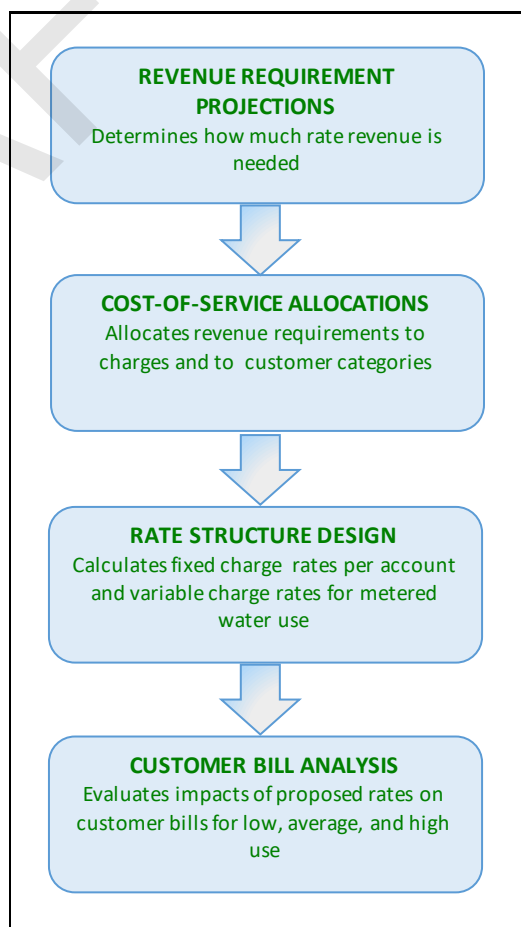 REVENUE REQUIREMENT
PROJECTIONS
Determines how much rate revenue is
needed
COST-OF-SERVICE ALLOCATIONS
Allocates revenue requirements to
charges and to customer categories
RATE STRUCTURE DESIGN
Calculates fixed charge rates per account
and variable charge rates for metered
water use
CUSTOMER BILL ANALYSIS
Evaluates impacts of proposed rates on
customer bills for low, average, and high
use